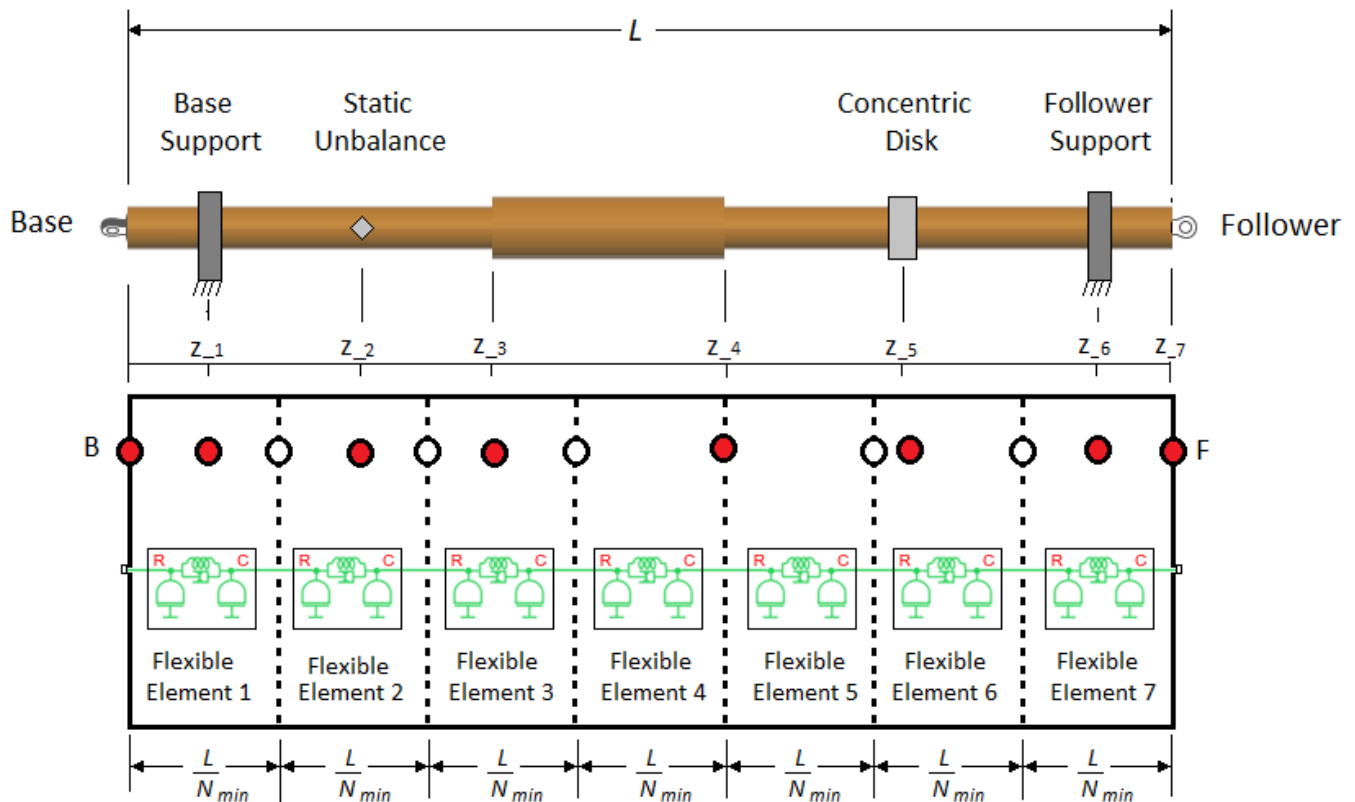 L
Base
Support
Static
Unbalance
Concentric
Disk
Follower
Support
Base
Follower
z_1
z_2
z_3
z_4
z_5
z_6
z_7
B
F
R C
R C
R C
R C
R C
R C
R C
Flexible
Element 1
Flexible
Element 2
Flexible
Element 3
Flexible
Element 4
Flexible
Element 5
Flexible
Element 6
Flexible
Element 7
L
N min
L
N min
L
N min
L
N min
L
N min
L
N min
L
N min